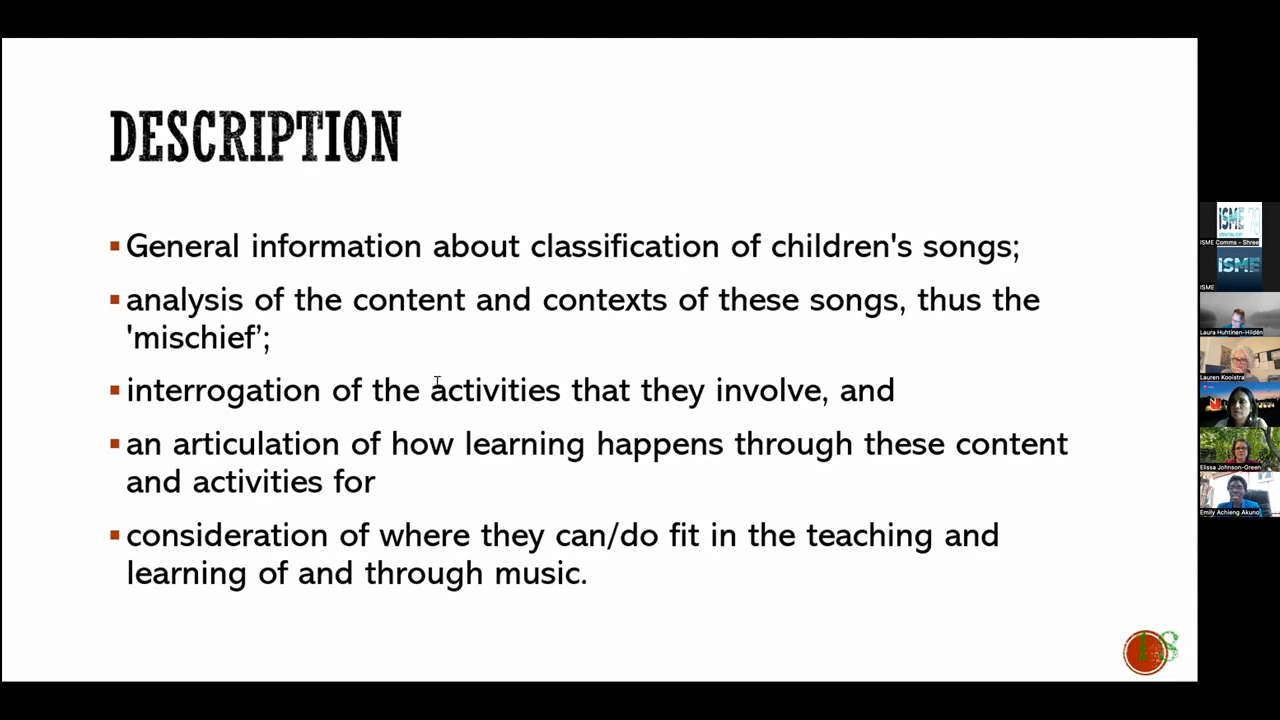 DESCRIPTION
General information about classification of children's songs;
analysis of the content and contexts of these songs, thus the
'mischief’;
interrogation of the activities that they involve, and
an articulation of how learning happens through these content
and activities for
consideration of where they can/do fit in the teaching and
learning of and through music.
ISME
ISME Comms - Shree
ISME
ISME
Laura Huhtinen-Hildén
Lauren Kooistra
Elissa Johnson-Green
Emily Achieng Akuno